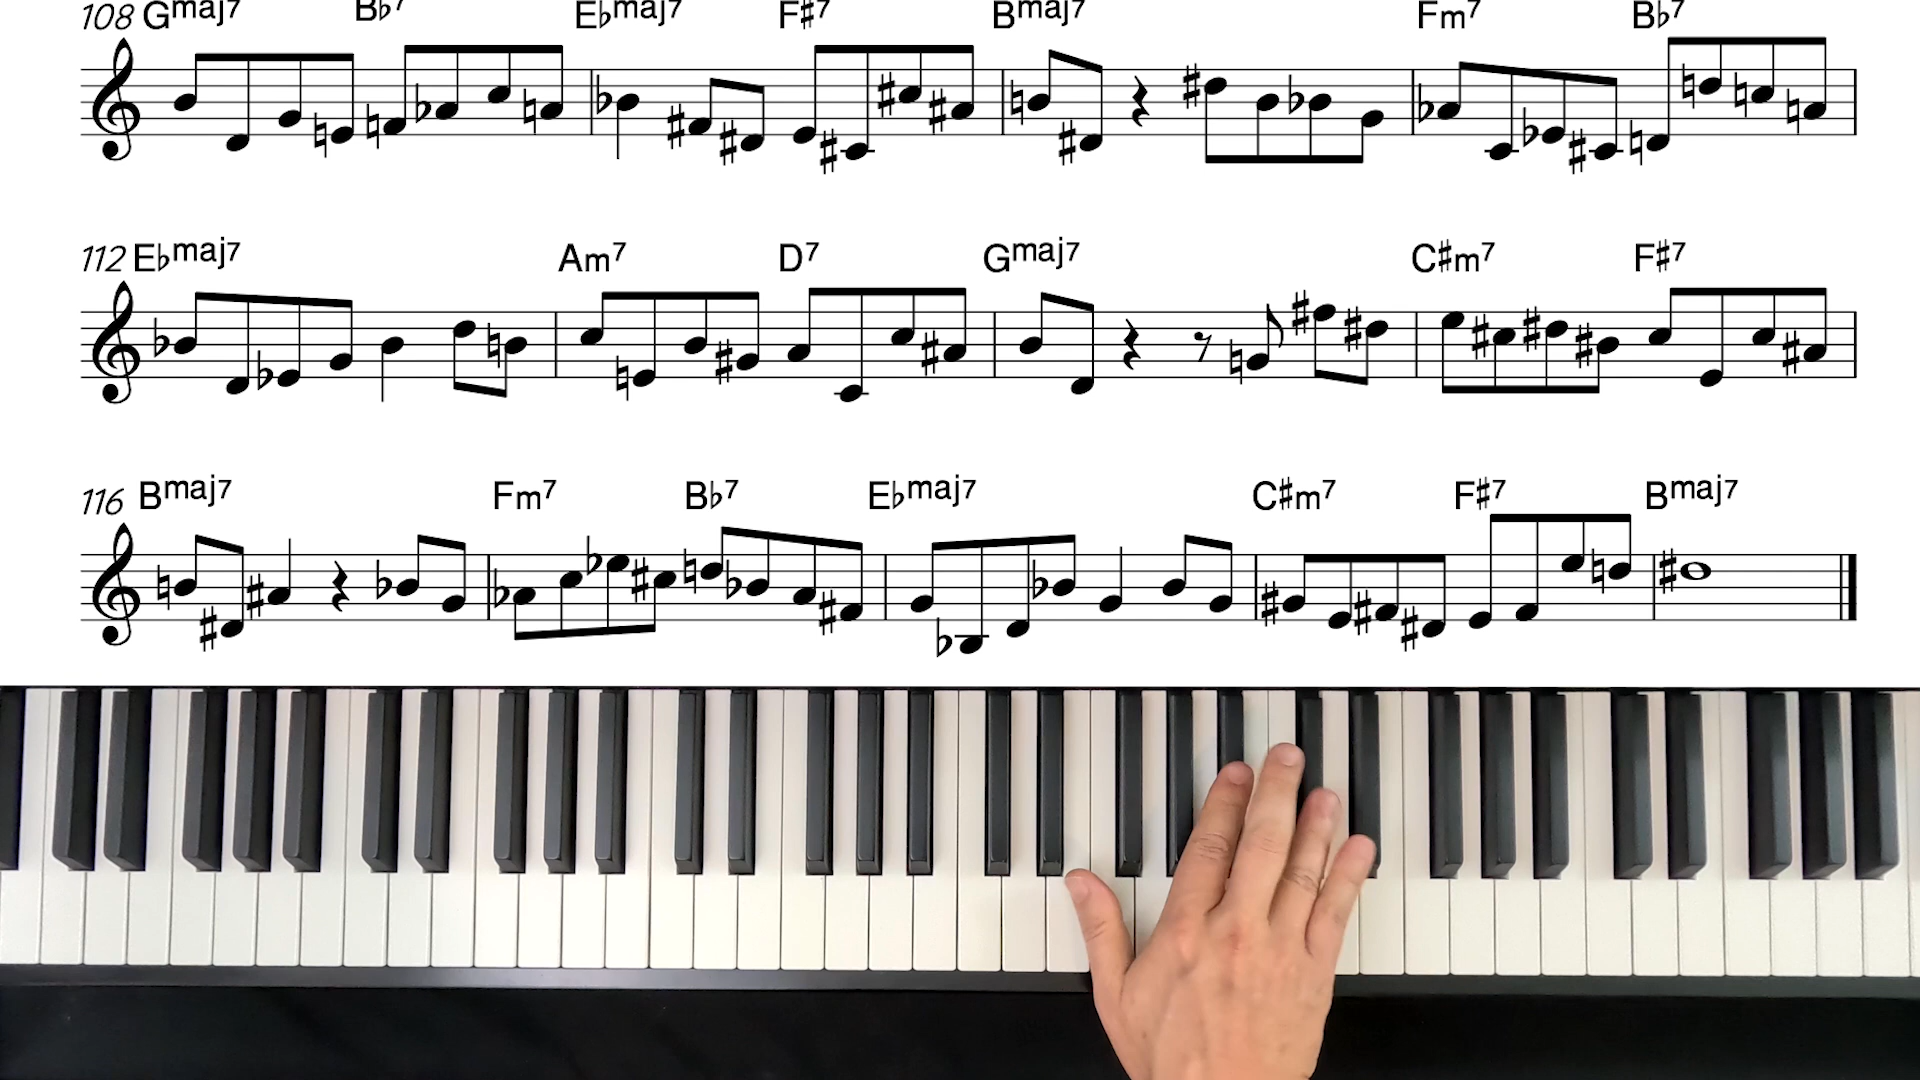 108 Gmaj7 B♭7 E♭maj7 F♯7 Bmaj7 Fm7 B♭7
112 E♭maj7 Am7 D7 Gmaj7 C♯m7 F♯7
116 Bmaj7 Fm7 B♭7 E♭maj7 C♯m7 F♯7 Bmaj7